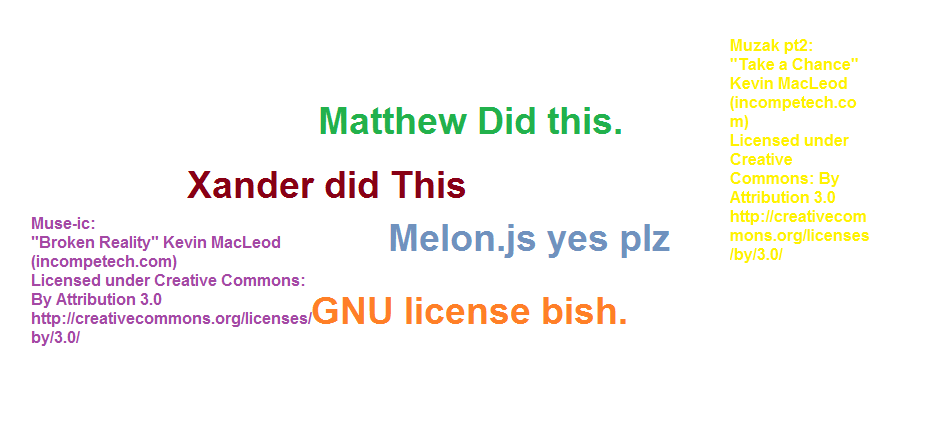 Muzak pt2:
"Take a Chance"
Kevin MacLeod
(incompetech.co
m)
Licensed under
Creative
Commons: By
Attribution 3.0
http://creativecom
mons.org/licenses
/by/3.0/
Matthew Did this.
Xander did This
Melon.js yes plz
Muse-ic:
"Broken Reality" Kevin MacLeod
(incompetech.com)
Licensed under Creative Commons:
By Attribution 3.0
http://creativecommons.org/licenses/
by/3.0/
GNU license bish.